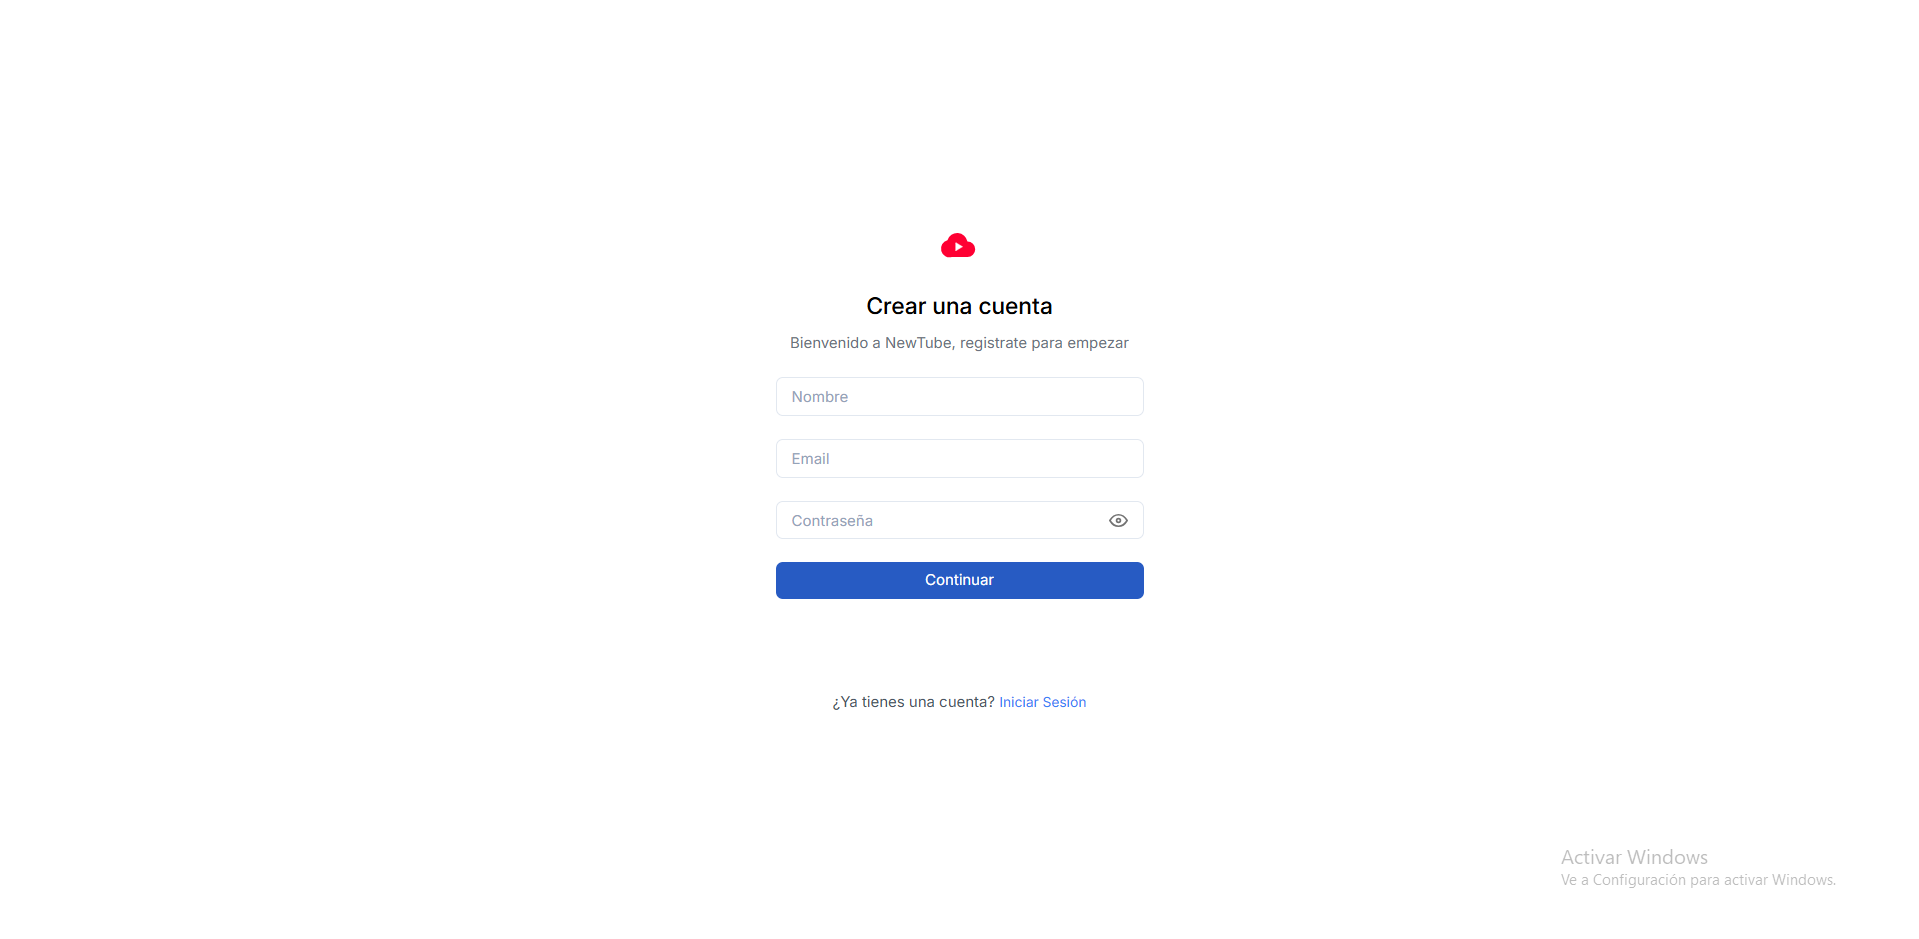 Crear una cuenta
Bienvenido a NewTube, registrate para empezar
Nombre
Email
Contraseña
Continuar
¿Ya tienes una cuenta? Iniciar Sesión
Activar Windows
Ve a Configuración para activar Windows.